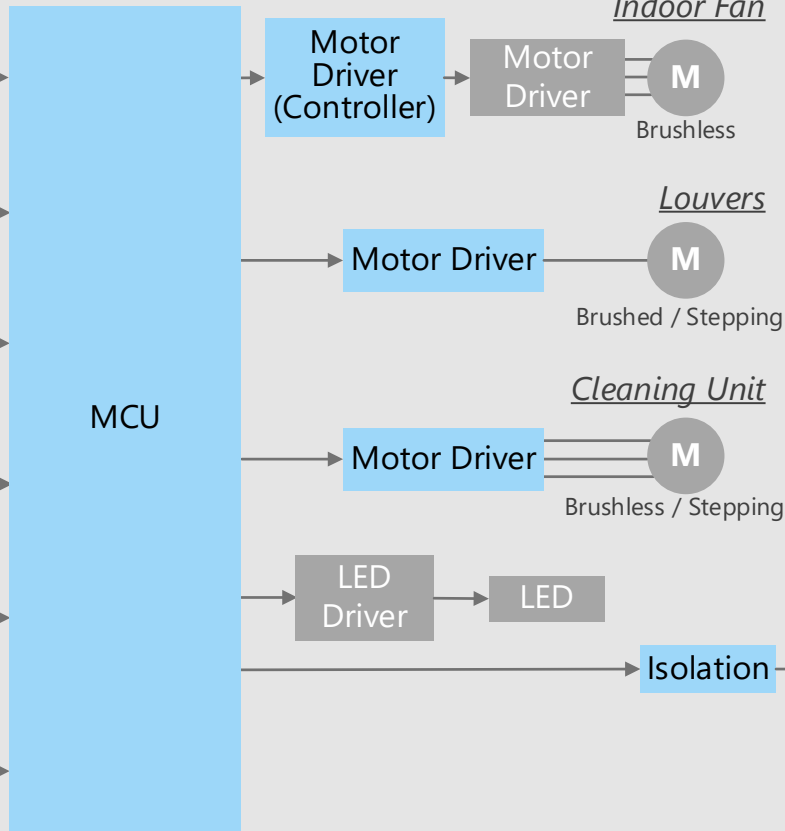 Indoor Fan
Motor
Driver
(Controller)
Motor
Driver
M
Brushless
Louvers
Motor Driver
M
Brushed / Stepping
MCU
Cleaning Unit
Motor Driver
M
Brushless / Stepping
LED
Driver
LED
Isolation